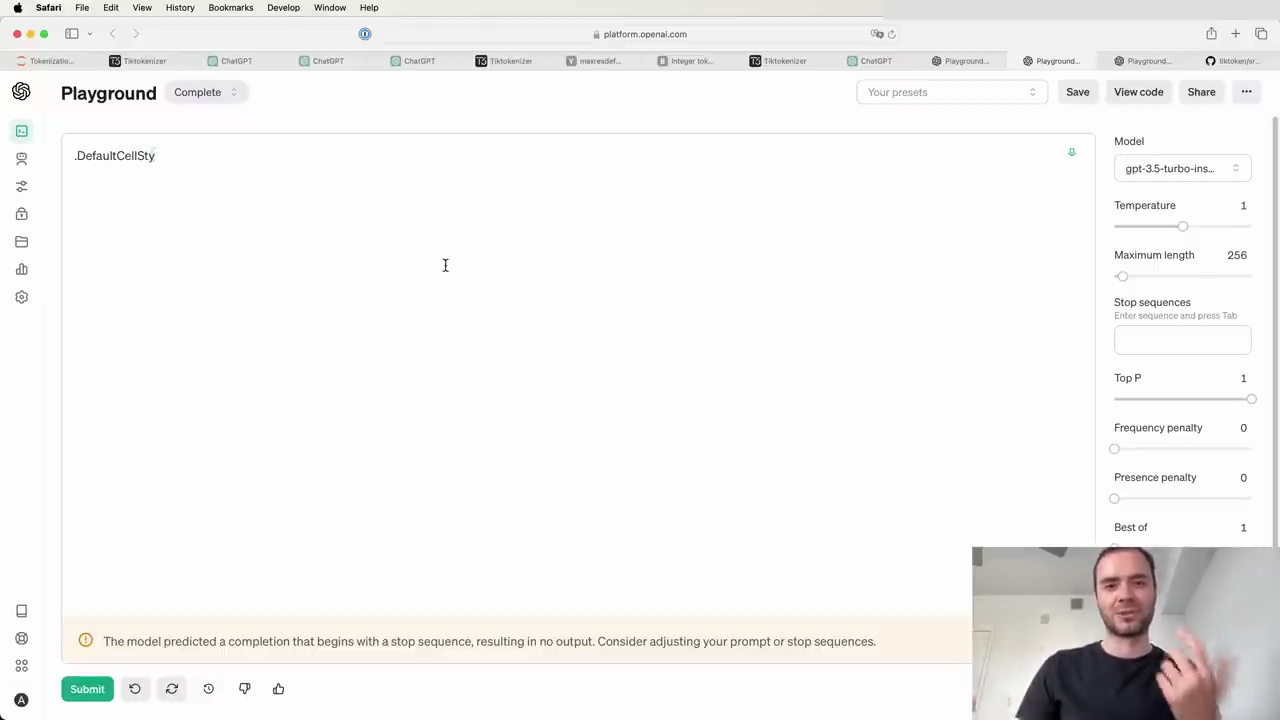 Safari File Edit View History Bookmarks Develop Window Help
platform.openai.com
Tokenizatio... Tiktokenizer ChatGPT ChatGPT ChatGPT Tiktokenizer maxresdef... Integer tok... Tiktokenizer ChatGPT Playground... Playground... Playground... tiktoken/sr...
Playground Complete Your presets Save View code Share
.DefaultCellSty
Model
gpt-3.5-turbo-ins...
Temperature 1
Maximum length 256
Stop sequences
Enter sequence and press Tab
Top P 1
Frequency penalty 0
Presence penalty 0
Best of 1
The model predicted a completion that begins with a stop sequence, resulting in no output. Consider adjusting your prompt or stop sequences.
Submit
A